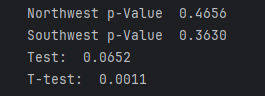 Northwest p-Value  0.4656
Southwest p-Value  0.3630
Test:  0.0652
T-test:  0.0011